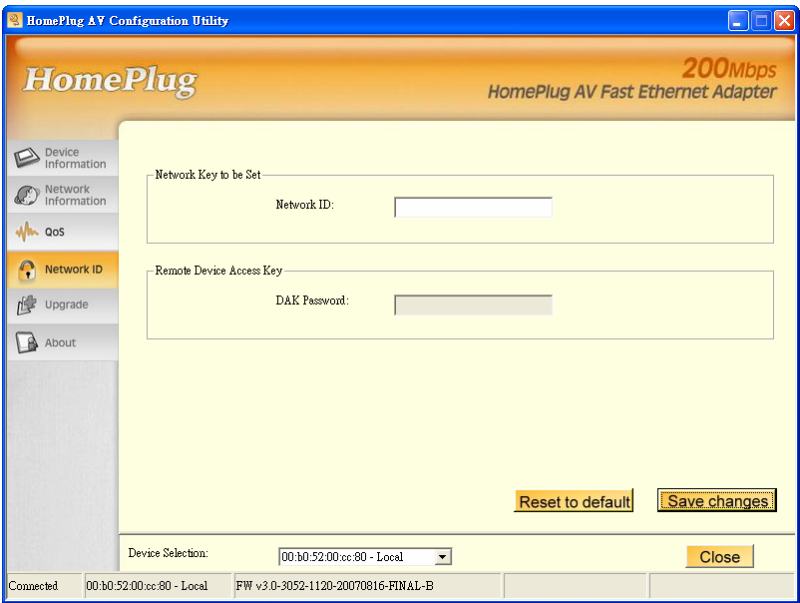 HomePlug AV Configuration Utility
HomePlug
200Mbps
HomePlug AV Fast Ethernet Adapter
Device
Information
Network
Information
QoS
Network ID
Upgrade
About
Network Key to be Set
Network ID:
Remote Device Access Key
DAK Password:
Reset to default
Save changes
Device Selection:
00:b0:52:00:cc:80 - Local
Close
Connected
00:b0:52:00:cc:80 - Local
FW v3.0-3052-1120-20070816-FINAL-B